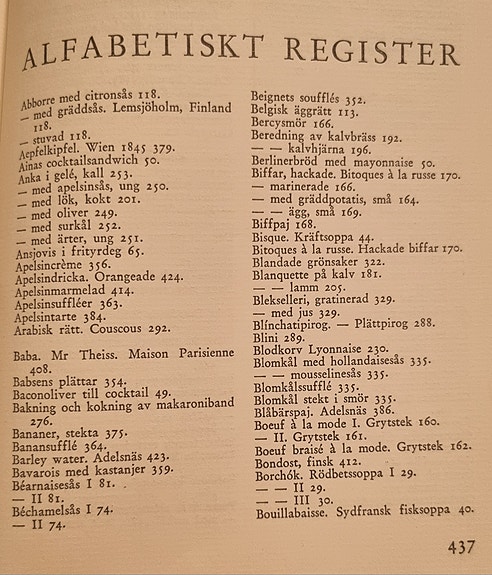 ALFABETISKT REGISTER
Abborre med citronsås 118.
— med gräddsås. Lemsjöholm, Finland
118.
— stuvad 118.
Aepfelkipfel. Wien 1845 379.
Ainas cocktailsandwich 50.
Anka i gelé, kall 253.
— med apelsinsås, ung 250.
— med lök, kokt 201.
— med oliver 249.
— med surkål 252.
— med ärter, ung 251.
Ansjovis i frityrdeg 65.
Apelsincrème 356.
Apelsindricka. Orangeade 424.
Apelsinmarmelad 414.
Apelsinsuffléer 363.
Apelsintarte 384.
Arabisk rätt. Couscous 292.
Baba. Mr Theiss. Maison Parisienne
408.
Babsens plättar 354.
Baconoliver till cocktail 49.
Bakning och kokning av makaroniband
276.
Bananer, stekta 375.
Banansufflé 364.
Barley water. Adelsnäs 423.
Bavarois med kastanjer 359.
Béarnaisesås I 81.
— II 81.
Béchamelsås I 74.
— II 74.
Beignets soufflés 352.
Belgisk äggrätt 113.
Bercysmör 166.
Beredning av kalvbräss 192.
— — kalvhjärna 196.
Berlinerbröd med mayonnaise 50.
Biffar, hackade. Bitoques à la russe 170.
— marinerade 166.
— med gräddpotatis, små 164.
— — ägg, små 169.
Biffpaj 168.
Bisque. Kräftsoppa 44.
Bitoques à la russe. Hackade biffar 170.
Blandade grönsaker 322.
Blanquette på kalv 181.
— — lamm 205.
Blekselleri, gratinerad 329.
— med jus 329.
Blínchatipirog. — Plättpirog 288.
Blini 289.
Blodkorv Lyonnaise 230.
Blomkål med hollandaisesås 335.
— — mousselinesås 335.
Blomkålssufflé 335.
Blomkål stekt i smör 335.
Blåbärspaj. Adelsnäs 386.
Boeuf à la mode I. Grytstek 160.
— II. Grytstek 161.
Boeuf braisé à la mode. Grytstek 162.
Bondost, finsk 412.
Borchók. Rödbetssoppa I 29.
— — II 29.
— — III 30.
Bouillabaisse. Sydfransk fisksoppa 40.
437